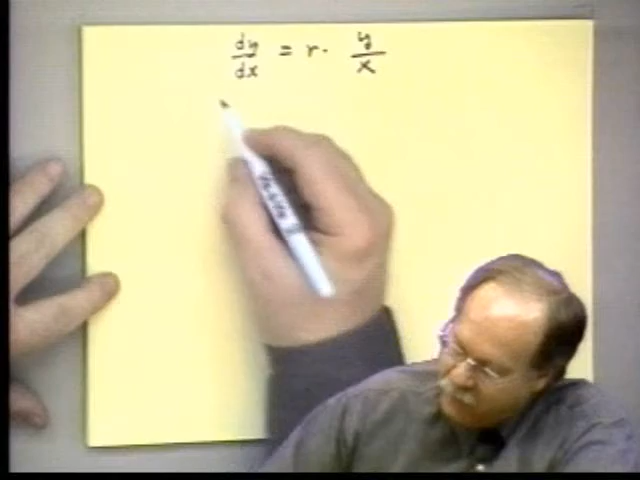 dy/dx = r · y/x